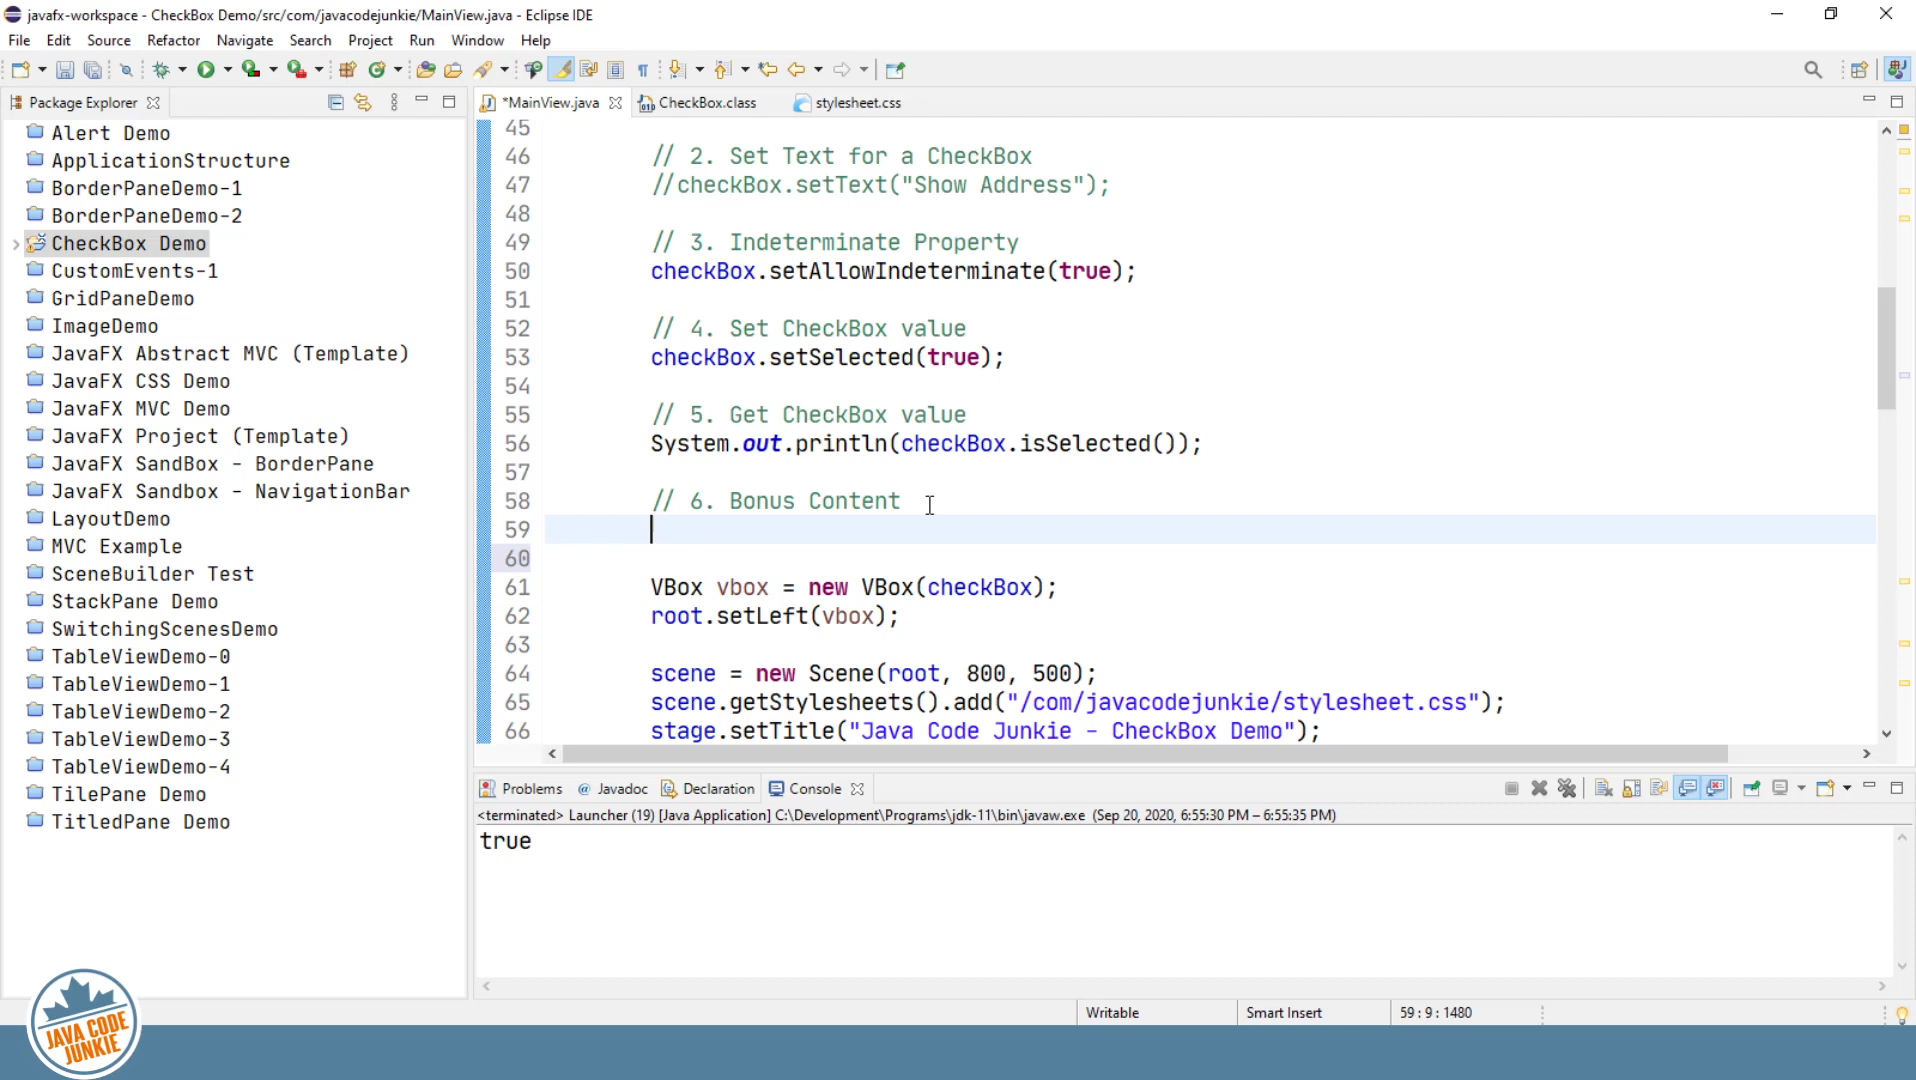 javafx-workspace - CheckBox Demo/src/com/javacodejunkie/MainView.java - Eclipse IDE
File Edit Source Refactor Navigate Search Project Run Window Help
Package Explorer
*MainView.java CheckBox.class stylesheet.css
Alert Demo
ApplicationStructure
BorderPaneDemo-1
BorderPaneDemo-2
CheckBox Demo
CustomEvents-1
GridPaneDemo
ImageDemo
JavaFX Abstract MVC (Template)
JavaFX CSS Demo
JavaFX MVC Demo
JavaFX Project (Template)
JavaFX SandBox - BorderPane
JavaFX Sandbox - NavigationBar
LayoutDemo
MVC Example
SceneBuilder Test
StackPane Demo
SwitchingScenesDemo
TableViewDemo-0
TableViewDemo-1
TableViewDemo-2
TableViewDemo-3
TableViewDemo-4
TilePane Demo
TitledPane Demo
45
46 // 2. Set Text for a CheckBox
47 //checkBox.setText("Show Address");
48
49 // 3. Indeterminate Property
50 checkBox.setAllowIndeterminate(true);
51
52 // 4. Set CheckBox value
53 checkBox.setSelected(true);
54
55 // 5. Get CheckBox value
56 System.out.println(checkBox.isSelected());
57
58 // 6. Bonus Content
59
60
61 VBox vbox = new VBox(checkBox);
62 root.setLeft(vbox);
63
64 scene = new Scene(root, 800, 500);
65 scene.getStylesheets().add("/com/javacodejunkie/stylesheet.css");
66 stage.setTitle("Java Code Junkie - CheckBox Demo");
Problems @ Javadoc Declaration Console
<terminated> Launcher (19) [Java Application] C:\Development\Programs\jdk-11\bin\javaw.exe (Sep 20, 2020, 6:55:30 PM – 6:55:35 PM)
true
Writable Smart Insert 59 : 9 : 1480
JAVA CODE
JUNKIE